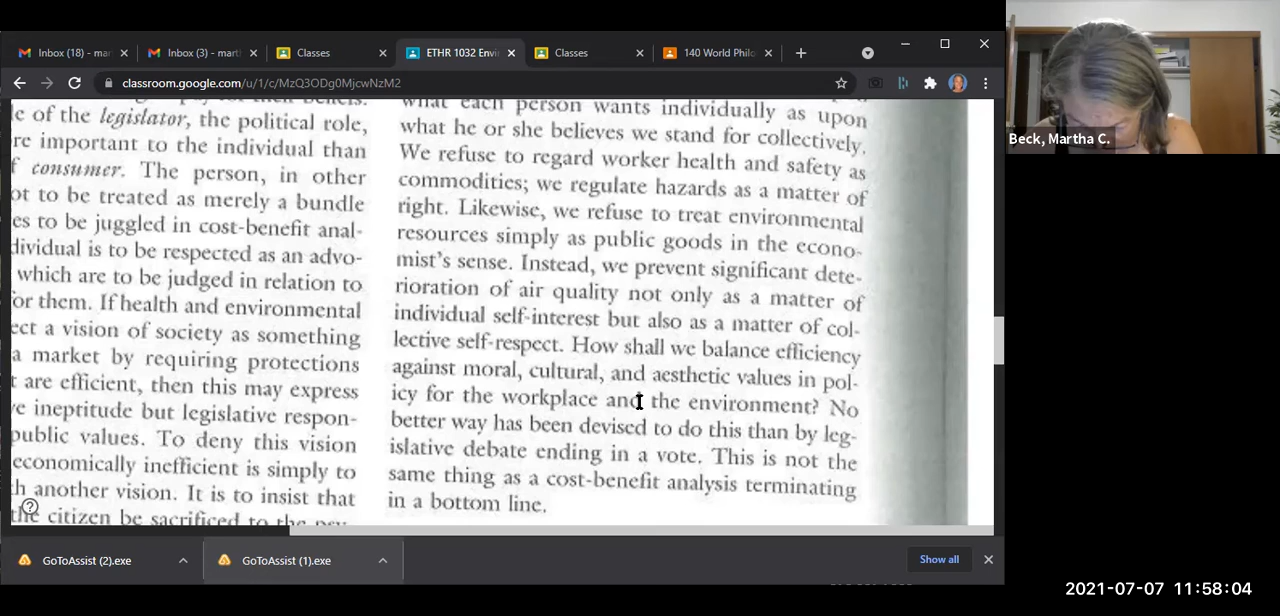 Inbox (18) - mar
Inbox (3) - mart
Classes
ETHR 1032 Envi
Classes
140 World Philo
classroom.google.com/u/1/c/MzQ3ODg0MjcwNzM2
le of the legislator, the political role,
re important to the individual than
f consumer. The person, in other
ot to be treated as merely a bundle
es to be juggled in cost-benefit anal-
dividual is to be respected as an advo-
which are to be judged in relation to
for them. If health and environmental
ect a vision of society as something
a market by requiring protections
t are efficient, then this may express
ve ineptitude but legislative respon-
public values. To deny this vision
economically inefficient is simply to
h another vision. It is to insist that
the citizen be sacrificed to the psy-
what each person wants individually as upon
what he or she believes we stand for collectively.
We refuse to regard worker health and safety as
commodities; we regulate hazards as a matter of
right. Likewise, we refuse to treat environmental
resources simply as public goods in the econo-
mist's sense. Instead, we prevent significant dete-
rioration of air quality not only as a matter of
individual self-interest but also as a matter of col-
lective self-respect. How shall we balance efficiency
against moral, cultural, and aesthetic values in pol-
icy for the workplace and the environment? No
better way has been devised to do this than by leg-
islative debate ending in a vote. This is not the
same thing as a cost-benefit analysis terminating
in a bottom line.
GoToAssist (2).exe
GoToAssist (1).exe
Show all
Beck, Martha C.
2021-07-07 11:58:04